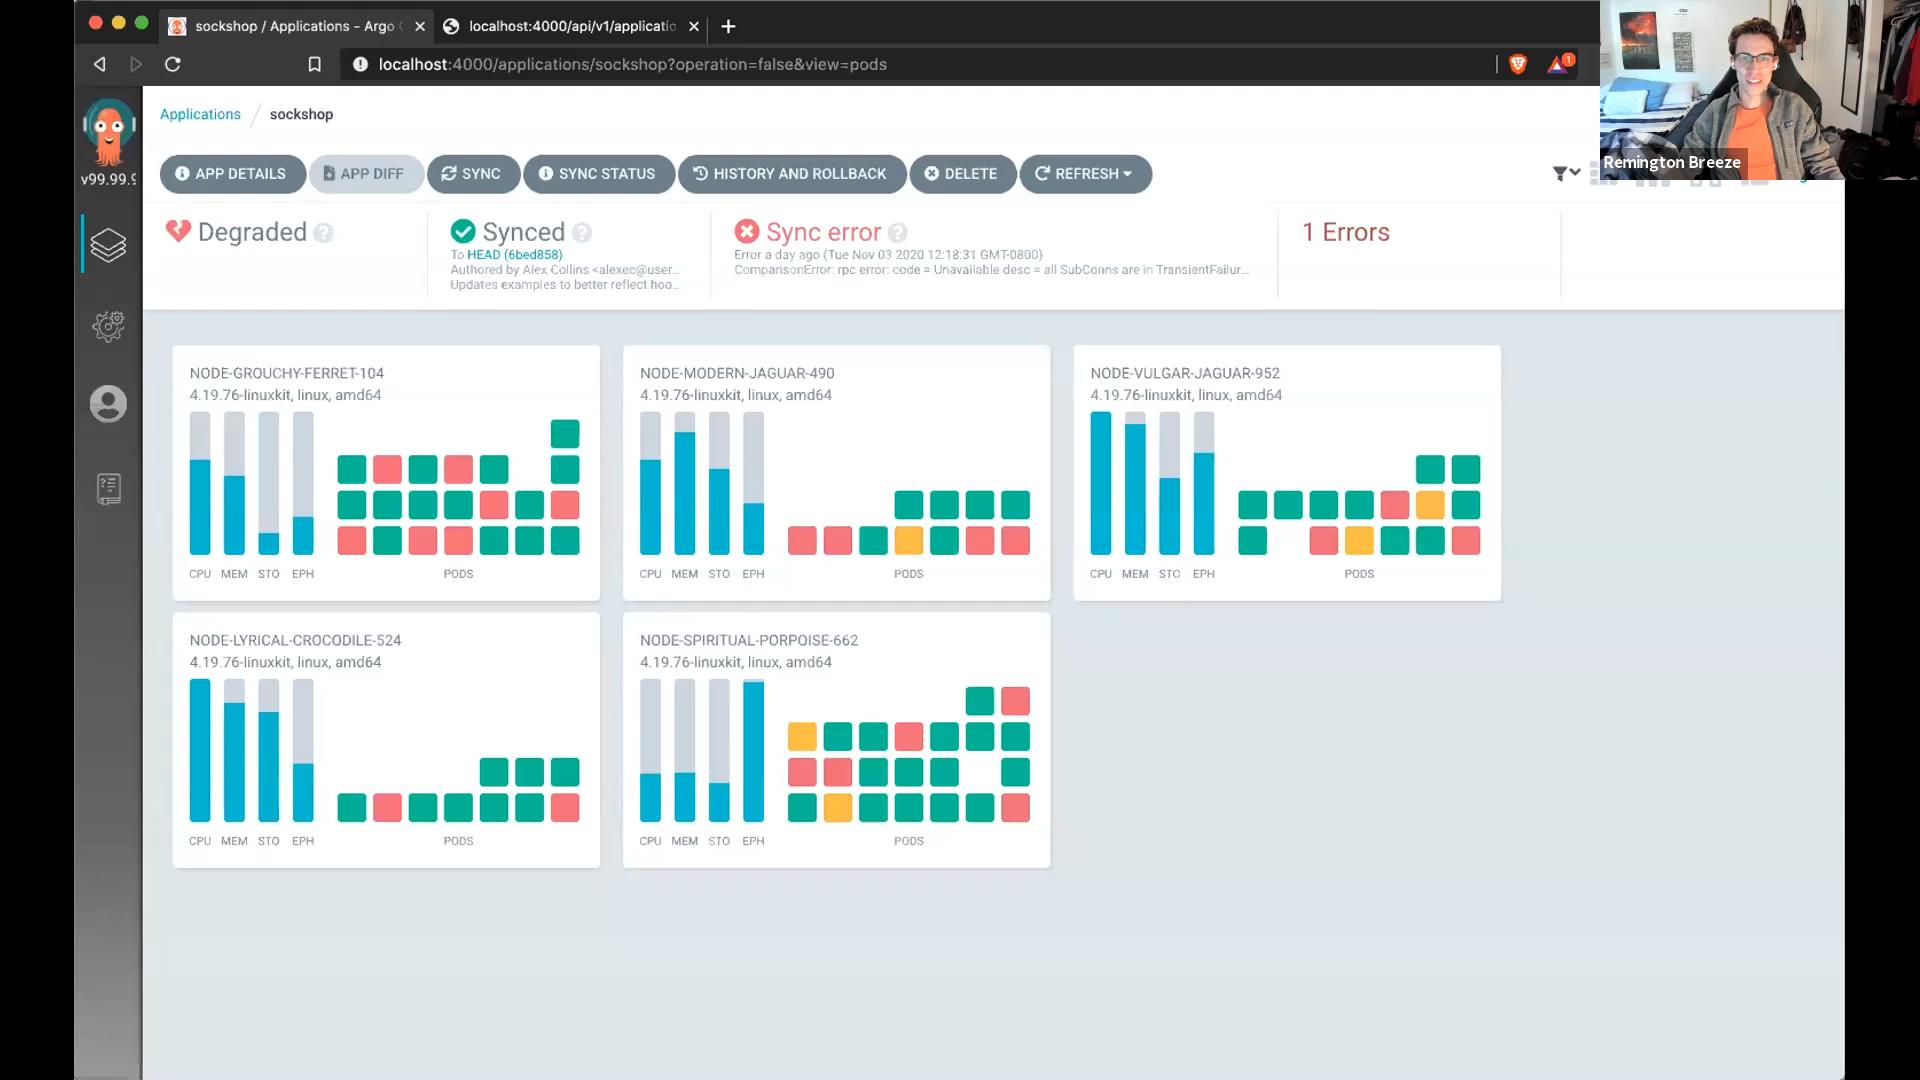 sockshop / Applications - Argo
localhost:4000/api/v1/applicatic
localhost:4000/applications/sockshop?operation=false&view=pods
1
Remington Breeze
v99.99.9
Applications / sockshop
APP DETAILS
APP DIFF
SYNC
SYNC STATUS
HISTORY AND ROLLBACK
DELETE
REFRESH
Degraded
Synced
To HEAD (6bed858)
Authored by Alex Collins <alexec@user...
Updates examples to better reflect hoo...
Sync error
Error a day ago (Tue Nov 03 2020 12:18:31 GMT-0800)
ComparisonError: rpc error: code = Unavailable desc = all SubConns are in TransientFailur...
1 Errors
NODE-GROUCHY-FERRET-104
4.19.76-linuxkit, linux, amd64
CPU MEM STO EPH PODS
NODE-MODERN-JAGUAR-490
4.19.76-linuxkit, linux, amd64
CPU MEM STO EPH PODS
NODE-VULGAR-JAGUAR-952
4.19.76-linuxkit, linux, amd64
CPU MEM STO EPH PODS
NODE-LYRICAL-CROCODILE-524
4.19.76-linuxkit, linux, amd64
CPU MEM STO EPH PODS
NODE-SPIRITUAL-PORPOISE-662
4.19.76-linuxkit, linux, amd64
CPU MEM STO EPH PODS